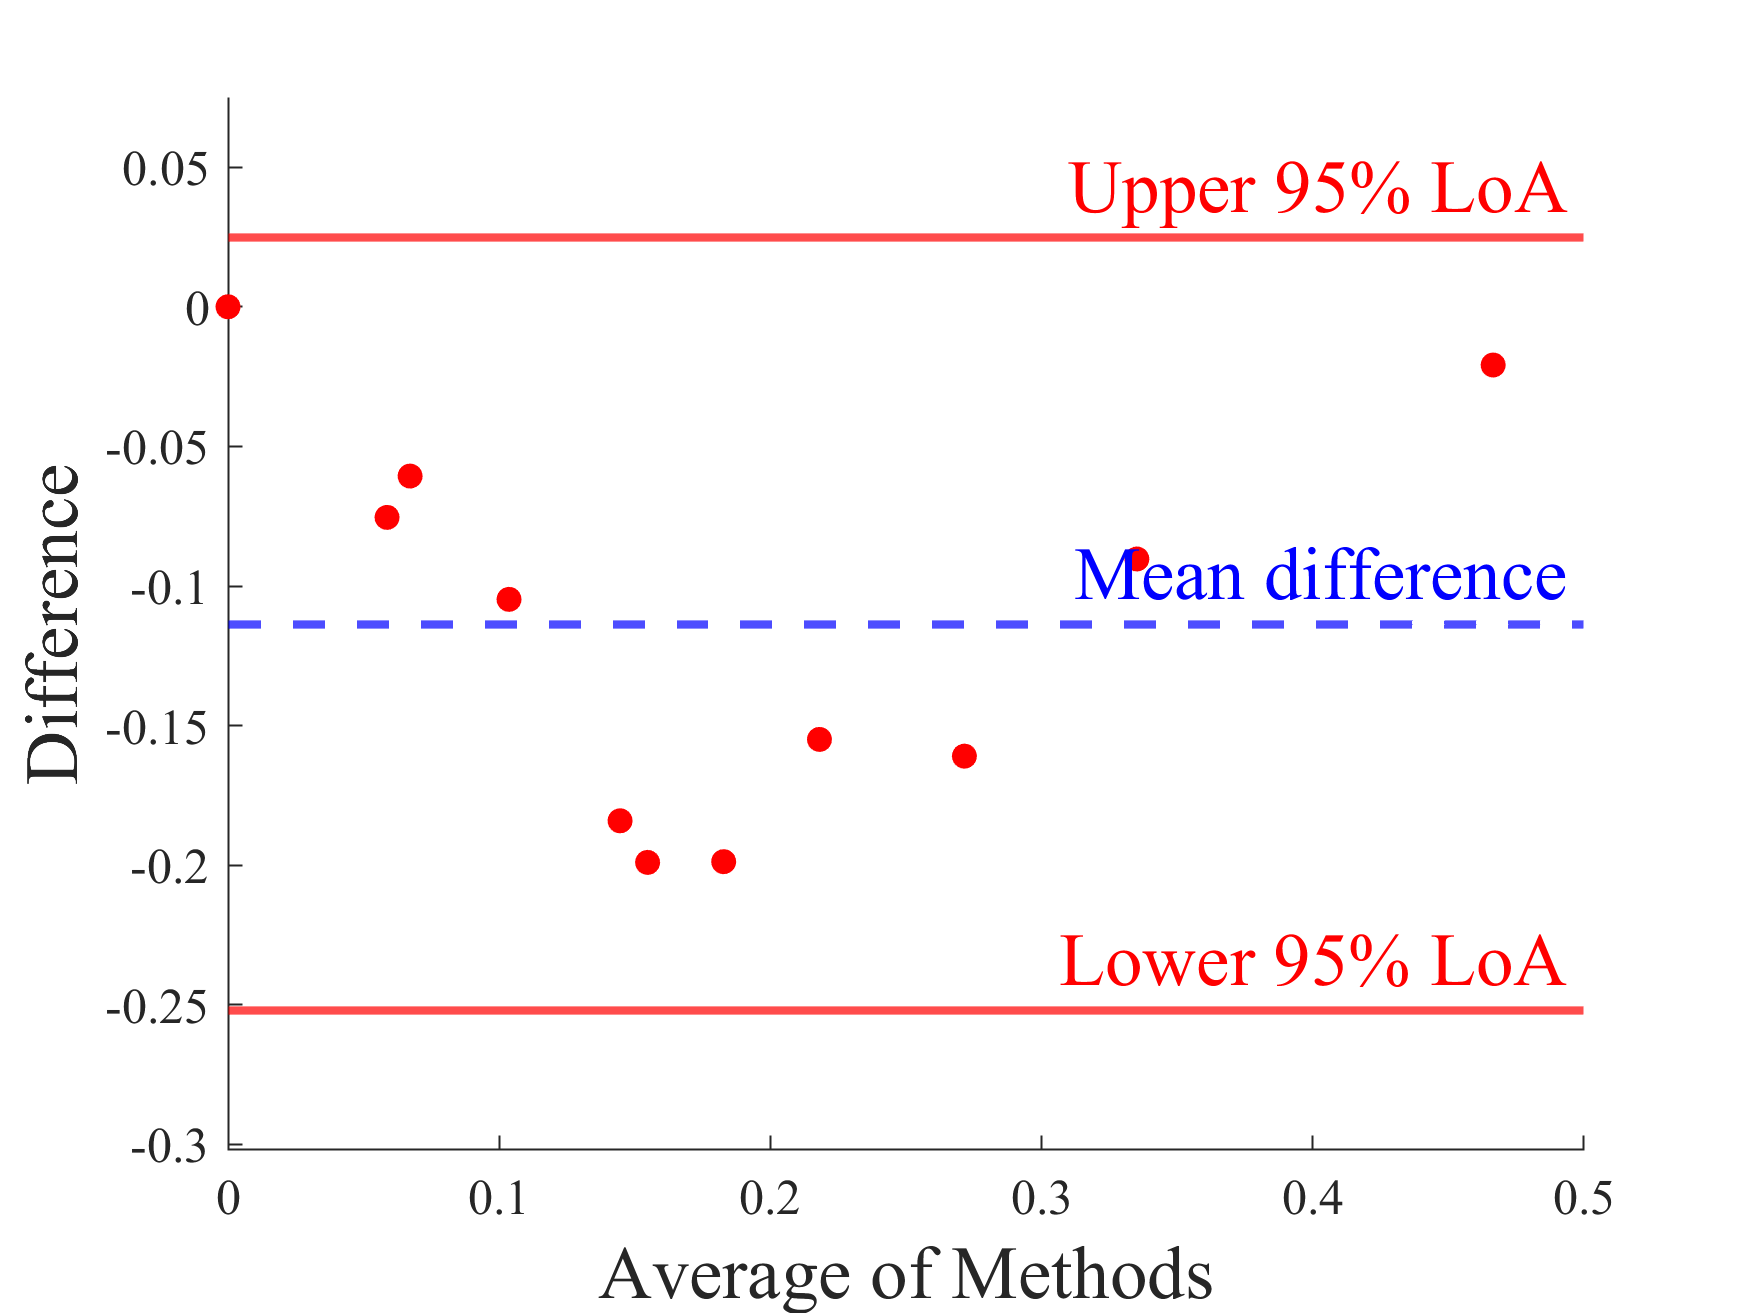 0.05
Upper 95% LoA
0
-0.05
Mean difference
-0.1
-0.15
-0.2
Lower 95% LoA
-0.25
-0.3
Difference
0 0.1 0.2 0.3 0.4 0.5
Average of Methods